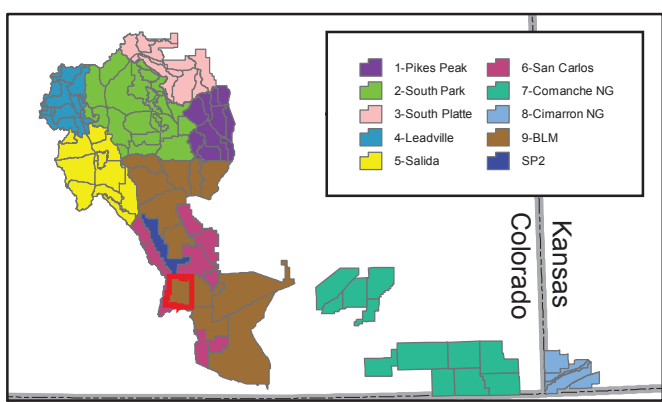 1-Pikes Peak
2-South Park
3-South Platte
4-Leadville
5-Salida
6-San Carlos
7-Comanche NG
8-Cimarron NG
9-BLM
SP2
Kansas
Colorado